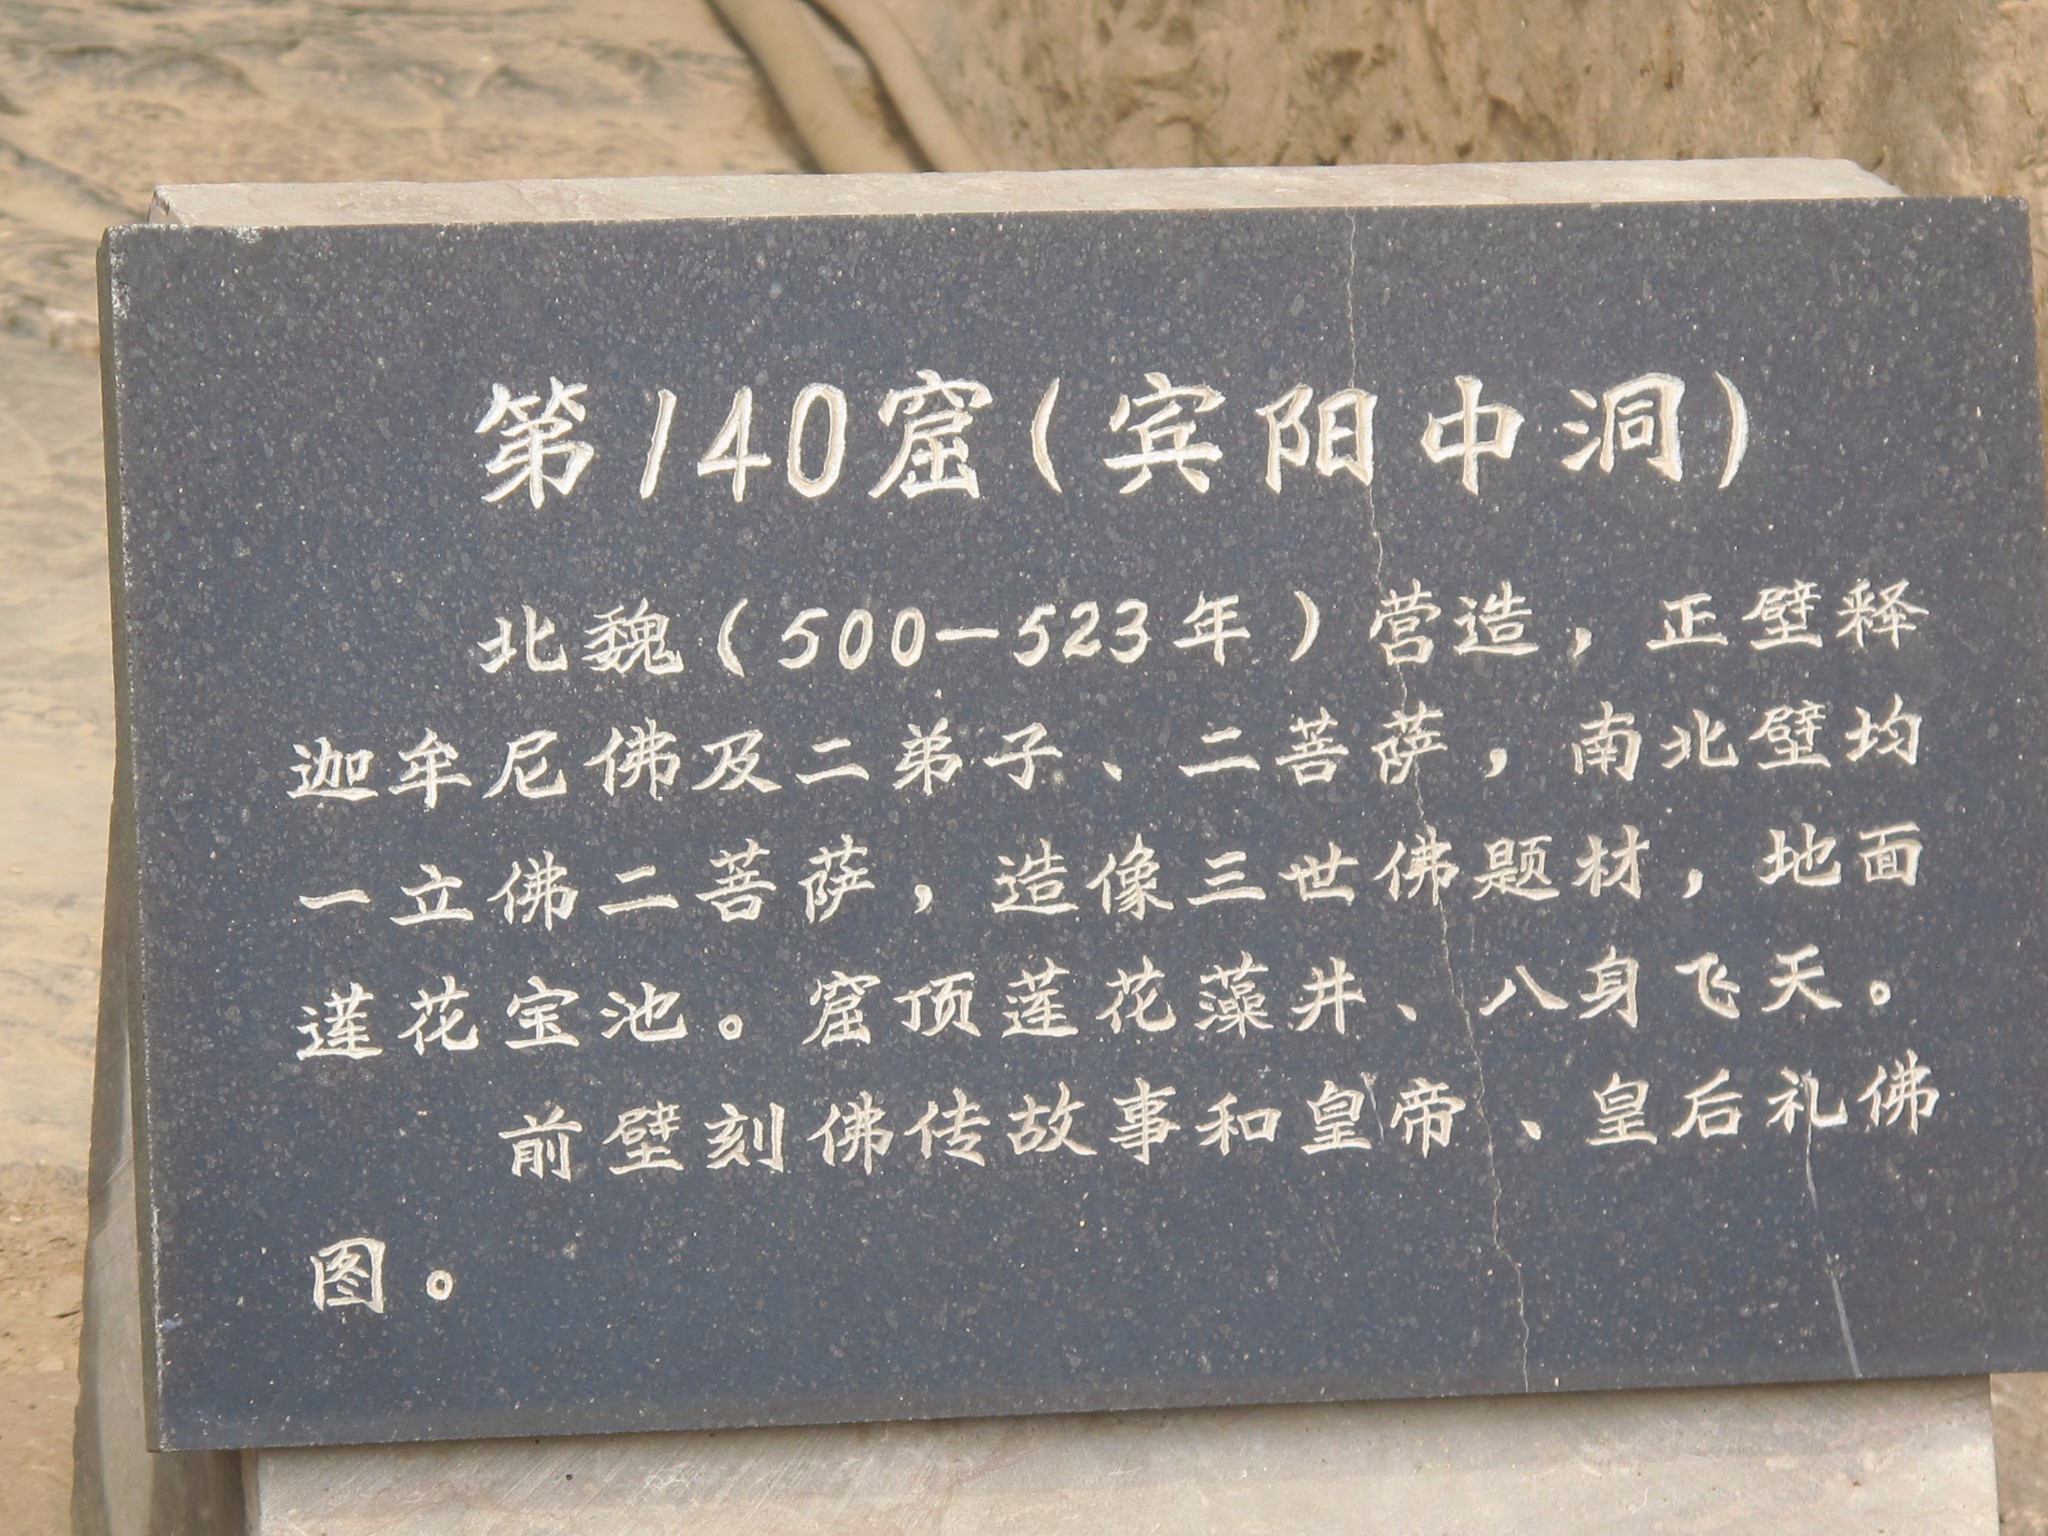 第140窟(宾阳中洞)
北魏(500-523年)营造，正壁释
迦牟尼佛及二弟子、二菩萨，南北壁均
一立佛二菩萨，造像三世佛题材，地面
莲花宝池。窟顶莲花藻井、八身飞天。
前壁刻佛传故事和皇帝、皇后礼佛
图。